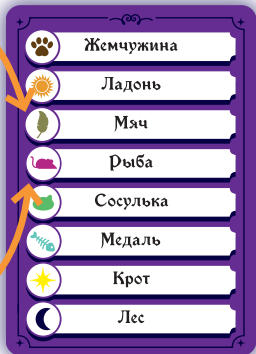 Жемчужина
Ладонь
Мяч
Рыба
Сосулька
Медаль
Крот
Лес